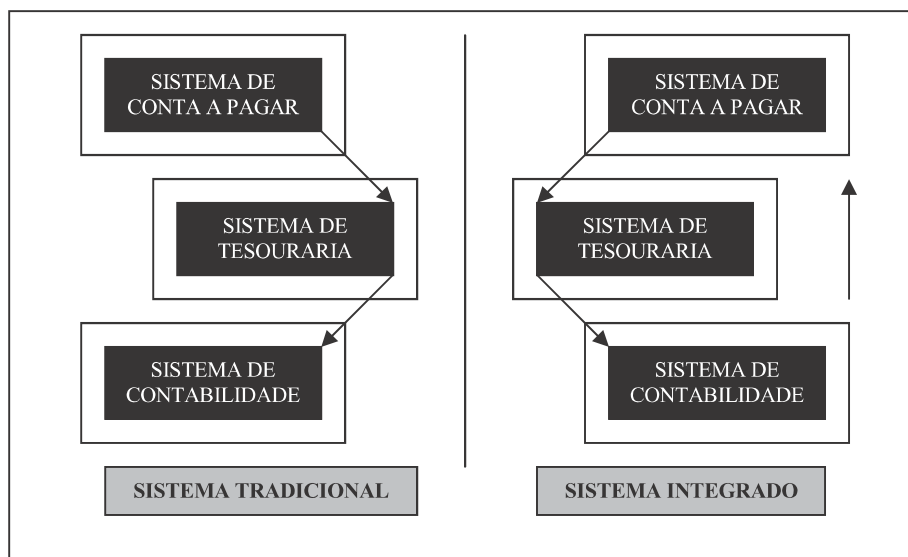 SISTEMA DE
CONTA A PAGAR
SISTEMA DE
TESOURARIA
SISTEMA DE
CONTABILIDADE
SISTEMA TRADICIONAL
SISTEMA DE
CONTA A PAGAR
SISTEMA DE
TESOURARIA
SISTEMA DE
CONTABILIDADE
SISTEMA INTEGRADO